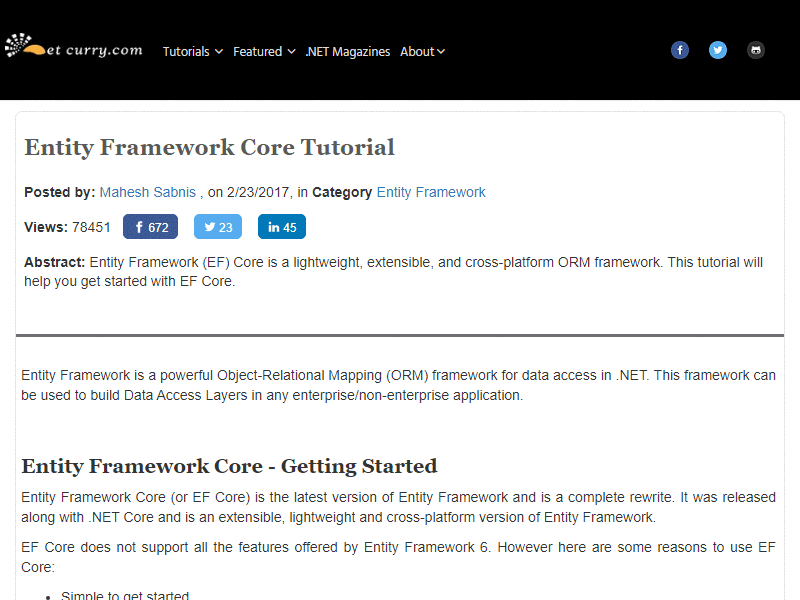 et curry.com
Tutorials Featured .NET Magazines About
Entity Framework Core Tutorial
Posted by: Mahesh Sabnis , on 2/23/2017, in Category Entity Framework
Views: 78451 672 23 in 45
Abstract: Entity Framework (EF) Core is a lightweight, extensible, and cross-platform ORM framework. This tutorial will
help you get started with EF Core.
Entity Framework is a powerful Object-Relational Mapping (ORM) framework for data access in .NET. This framework can
be used to build Data Access Layers in any enterprise/non-enterprise application.
Entity Framework Core - Getting Started
Entity Framework Core (or EF Core) is the latest version of Entity Framework and is a complete rewrite. It was released
along with .NET Core and is an extensible, lightweight and cross-platform version of Entity Framework.
EF Core does not support all the features offered by Entity Framework 6. However here are some reasons to use EF
Core:
• Simple to get started